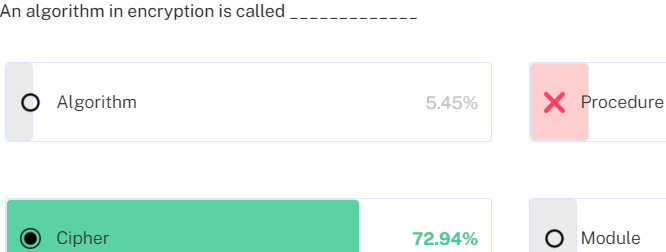 An algorithm in encryption is called _____________
Algorithm 5.45% Procedure
Cipher 72.94% Module